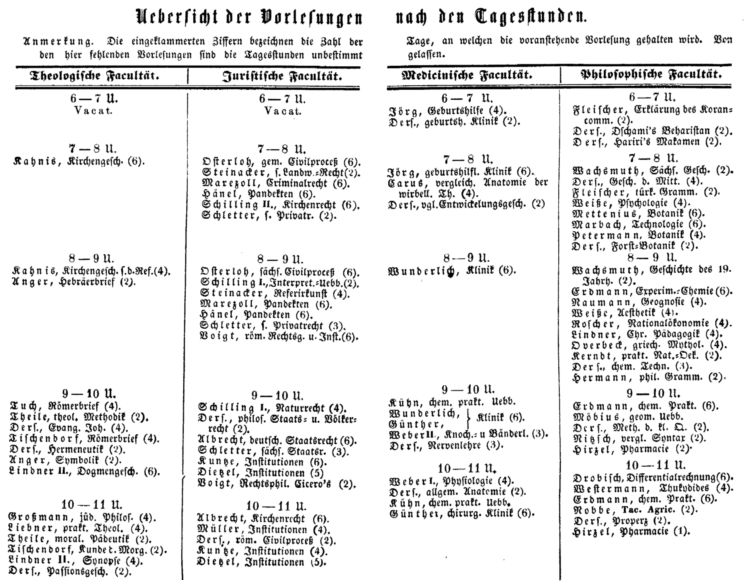 Uebersicht der Vorlesungen nach den Tagesstunden.
Anmerkung. Die eingeklammerten Ziffern bezeichnen die Zahl der Tage, an welchen die voranstehende Vorlesung gehalten wird. Von
den hier fehlenden Vorlesungen sind die Tagesstunden unbestimmt gelassen.
Theologische Facultät.
6—7 U.
Vacat.
7—8 U.
Kahnis, Kirchengesch. (6).
8—9 U.
Kahnis, Kirchengesch. s. d. Ref. (4).
Anger, Hebräerbrief (2).
9—10 U.
Tuch, Römerbrief (4).
Theile, theol. Methodik (2).
Ders., Evang. Joh. (4).
Tischendorf, Römerbrief (4).
Ders., Hermeneutik (2).
Anger, Symbolik (2).
Lindner II., Dogmengesch. (6).
10—11 U.
Großmann, jüd. Philos. (4).
Liebner, prakt. Theol. (4).
Theile, moral. Pädeutik (2).
Tischendorf, Kunde d. Morg. (2).
Lindner II., Synopse (4).
Ders., Passionsgesch. (2).
Juristische Facultät.
6—7 U.
Vacat.
7—8 U.
Osterloh, gem. Civilproceß (6).
Steinacker, s. Landw.=Recht (2).
Marezoll, Criminalrecht (6).
Hänel, Pandekten (6).
Schilling II., Kirchenrecht (6).
Schletter, s. Privatr. (2).
8—9 U.
Osterloh, sächs. Civilproceß (6).
Schilling I., Interpret.=Uebb. (2).
Steinacker, Referirkunst (4).
Marezoll, Pandekten (6).
Hänel, Pandekten (6).
Schletter, s. Privatrecht (3).
Voigt, röm. Rechtsg. u. Inst. (6).
9—10 U.
Schilling I., Naturrecht (4).
Ders., philos. Staats= u. Völker=
recht (2).
Albrecht, deutsch. Staatsrecht (6).
Schletter, sächs. Staatsr. (3).
Kuntze, Institutionen (6).
Dietzel, Institutionen (5)
Voigt, Rechtsphil. Cicero's (2).
10—11 U.
Albrecht, Kirchenrecht (6).
Müller, Institutionen (4).
Ders., röm. Civilproceß (2).
Kuntze, Institutionen (4).
Dietzel, Institutionen (5).
Medicinische Facultät.
6—7 U.
Jörg, Geburtshilfe (4).
Ders., geburtsh. Klinik (2).
7—8 U.
Jörg, geburtshilfl. Klinik (6).
Carus, vergleich. Anatomie der
wirbell. Th. (4).
Ders., vgl. Entwickelungsgesch. (2)
8—9 U.
Wunderlich, Klinik (6).
9—10 U.
Kühn, chem. prakt. Uebb.
Wunderlich, Günther, } Klinik (6).
Weber II., Knoch.= u. Bänderl. (3).
Ders., Nervenlehre (3).
10—11 U.
Weber I., Physiologie (4).
Ders., allgem. Anatomie (2).
Kühn, chem. prakt. Uebb.
Günther, chirurg. Klinik (6).
Philosophische Facultät.
6—7 U.
Fleischer, Erklärung des Koran=
comm. (2).
Ders., Dschami's Beharistan (2).
Ders., Hariri's Makamen (2).
7—8 U.
Wachsmuth, Sächs. Gesch. (2).
Ders., Gesch. d. Mitt. (4).
Fleischer, türk. Gramm. (2).
Weiße, Psychologie (4).
Mettenius, Botanik (6).
Marbach, Technologie (6).
Petermann, Botanik (4).
Ders., Forst=Botanik (2).
8—9 U.
Wachsmuth, Geschichte des 19.
Jahrh. (2).
Erdmann, Experim.=Chemie (6).
Naumann, Geognosie (4).
Weiße, Aesthetik (4).
Roscher, Nationalökonomie (4).
Lindner, Chr. Pädagogik (4).
Overbeck, griech. Mythol. (4).
Kerndt, prakt. Nat.=Oek. (2).
Ders., chem. Techn. (3).
Hermann, phil. Gramm. (2).
9—10 U.
Erdmann, chem. Prakt. (6).
Möbius, geom. Uebb.
Ders., Meth. d. kl. Q. (2).
Nitzsch, vergl. Syntax (2).
Hirzel, Pharmacie (2).
10—11 U.
Drobisch, Differentialrechnung (6).
Westermann, Thukydides (4).
Erdmann, chem. Prakt. (6).
Nobbe, Tac. Agric. (2).
Ders., Properz (2).
Hirzel, Pharmacie (1).